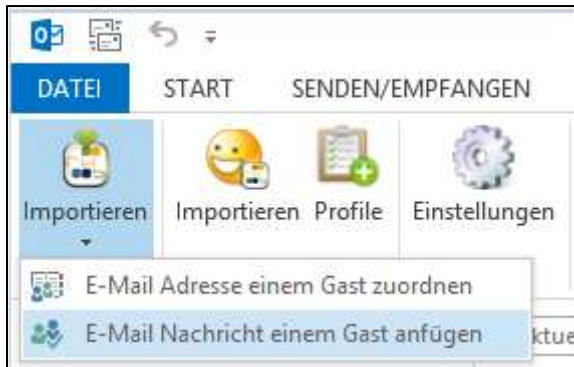 DATEI START SENDEN/EMPFANGEN
Importieren Importieren Profile Einstellungen
E-Mail Adresse einem Gast zuordnen
E-Mail Nachricht einem Gast anfügen